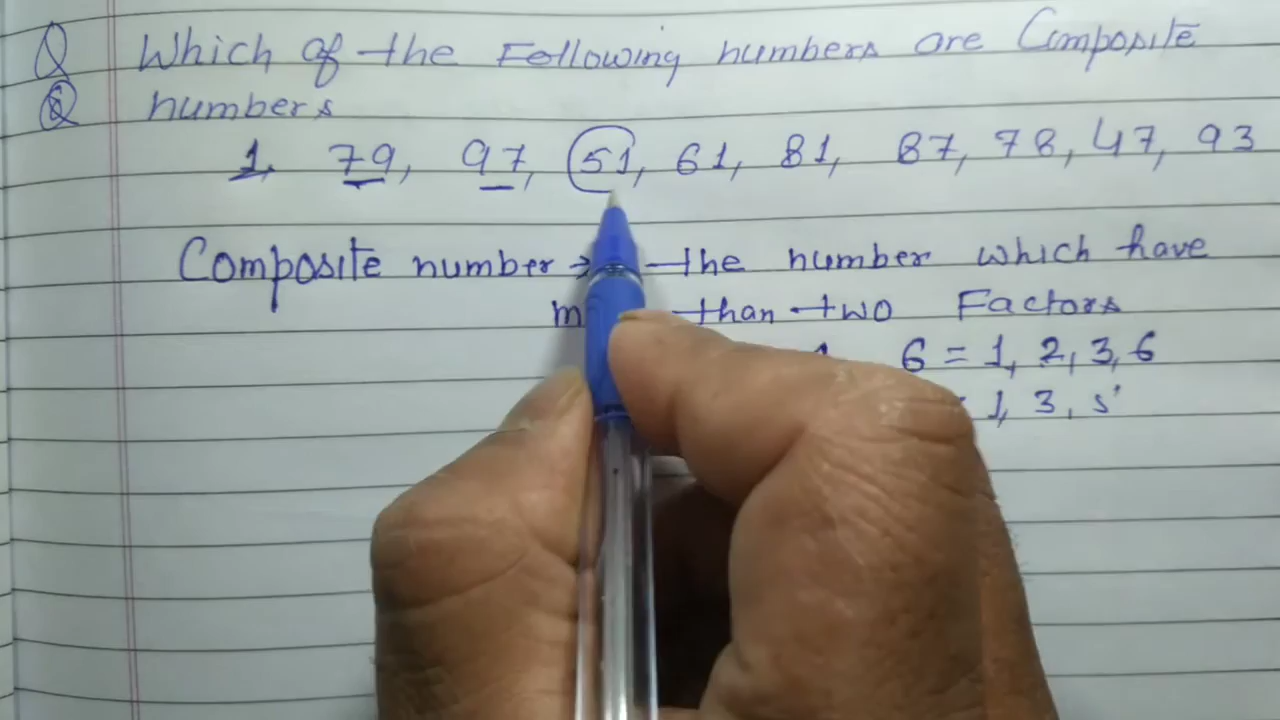 Q Which of the Following numbers are Composite
Q numbers
1, 79, 97, 51, 61, 81, 87, 78, 47, 93
Composite number → the number which have
than two Factors
6 = 1, 2, 3, 6
1, 3, 5